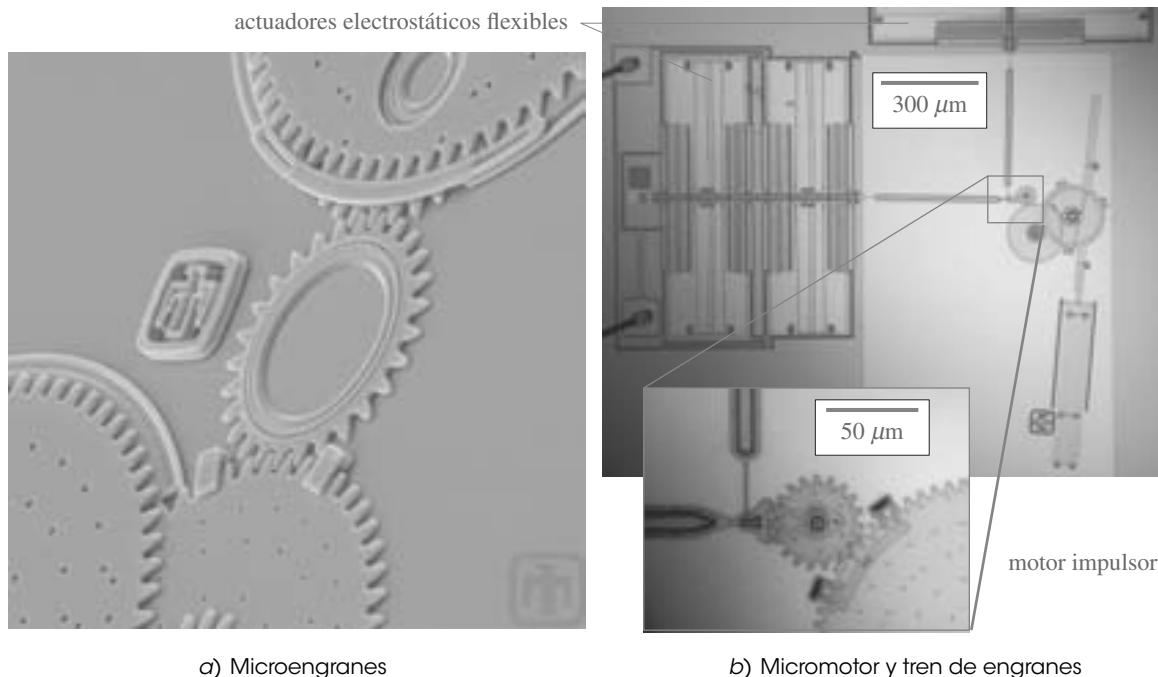 actuadores electrostáticos flexibles
300 μm
50 μm
motor impulsor
a) Microengranes
b) Micromotor y tren de engranes